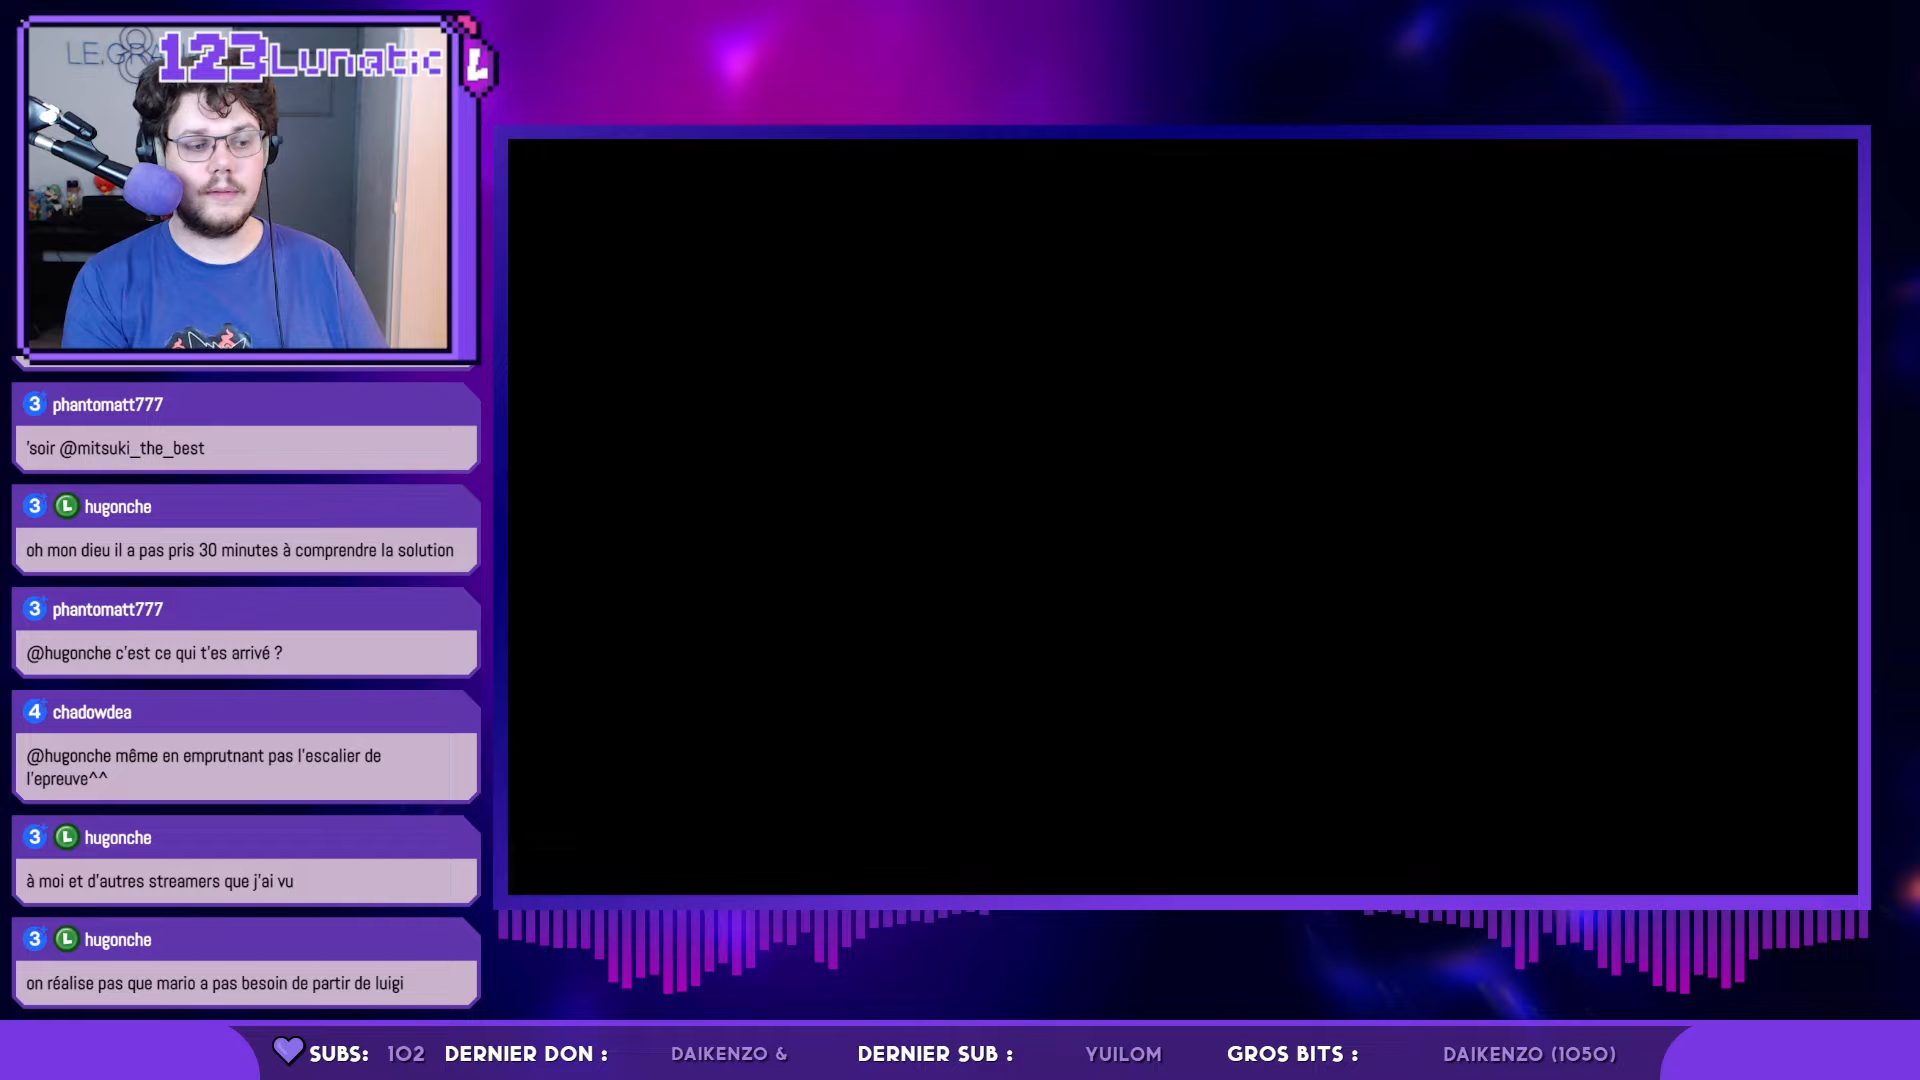 123Lunatic
L
3 phantomatt777
'soir @mitsuki_the_best
3 L hugonche
oh mon dieu il a pas pris 30 minutes à comprendre la solution
3 phantomatt777
@hugonche c'est ce qui t'es arrivé ?
4 chadowdea
@hugonche même en emprutnant pas l'escalier de
l'epreuve^^
3 L hugonche
à moi et d'autres streamers que j'ai vu
3 L hugonche
on réalise pas que mario a pas besoin de partir de luigi
SUBS: 102 DERNIER DON : DAIKENZO & DERNIER SUB : YUILOM GROS BITS : DAIKENZO (1050)